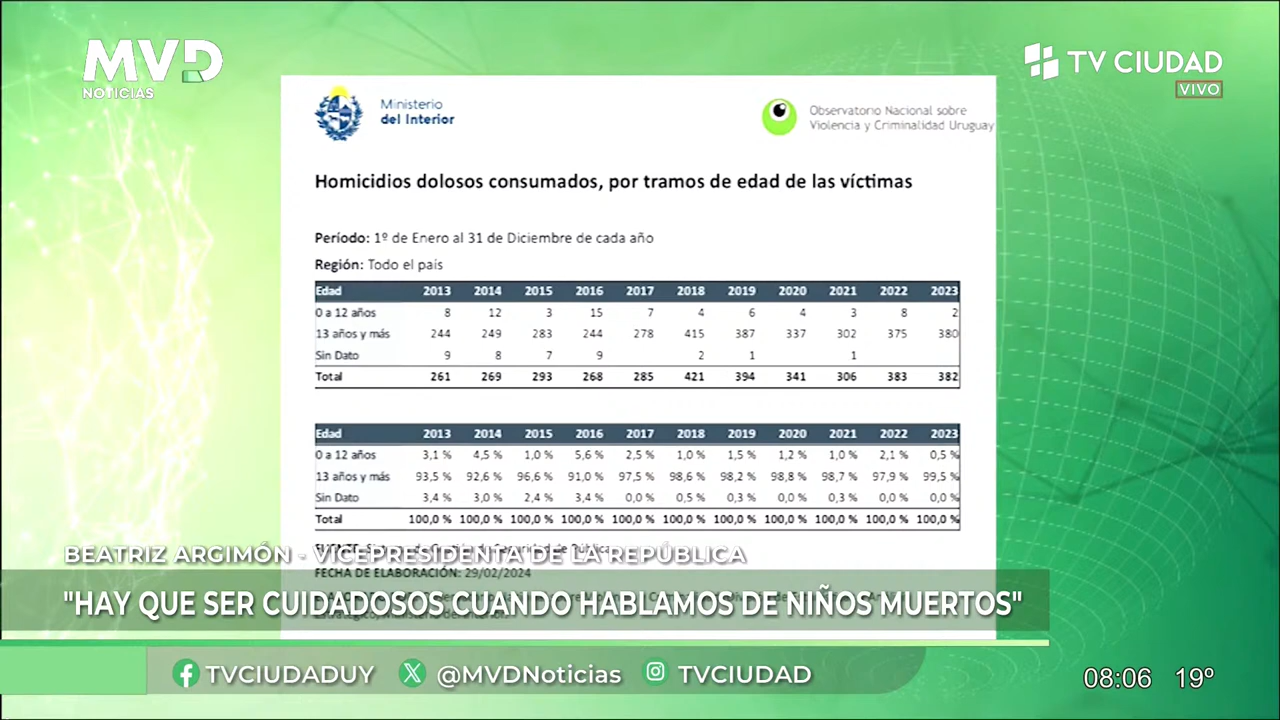 MVD
NOTICIAS
TV CIUDAD
VIVO
Ministerio
del Interior
Observatorio Nacional sobre
Violencia y Criminalidad Uruguay
Homicidios dolosos consumados, por tramos de edad de las víctimas
Período: 1º de Enero al 31 de Diciembre de cada año
Región: Todo el país
Edad 2013 2014 2015 2016 2017 2018 2019 2020 2021 2022 2023
0 a 12 años 8 12 3 15 7 4 6 4 3 8 2
13 años y más 244 249 283 244 278 415 387 337 302 375 380
Sin Dato 9 8 7 9 2 1 1
Total 261 269 293 268 285 421 394 341 306 383 382
Edad 2013 2014 2015 2016 2017 2018 2019 2020 2021 2022 2023
0 a 12 años 3,1 % 4,5 % 1,0 % 5,6 % 2,5 % 1,0 % 1,5 % 1,2 % 1,0 % 2,1 % 0,5 %
13 años y más 93,5 % 92,6 % 96,6 % 91,0 % 97,5 % 98,6 % 98,2 % 98,8 % 98,7 % 97,9 % 99,5 %
Sin Dato 3,4 % 3,0 % 2,4 % 3,4 % 0,0 % 0,5 % 0,3 % 0,0 % 0,3 % 0,0 % 0,0 %
Total 100,0 % 100,0 % 100,0 % 100,0 % 100,0 % 100,0 % 100,0 % 100,0 % 100,0 % 100,0 % 100,0 %
BEATRIZ ARGIMÓN - VICEPRESIDENTA DE LA REPÚBLICA
FECHA DE ELABORACIÓN: 29/02/2024
"HAY QUE SER CUIDADOSOS CUANDO HABLAMOS DE NIÑOS MUERTOS"
TVCIUDADUY @MVDNoticias TVCIUDAD
08:06 19º